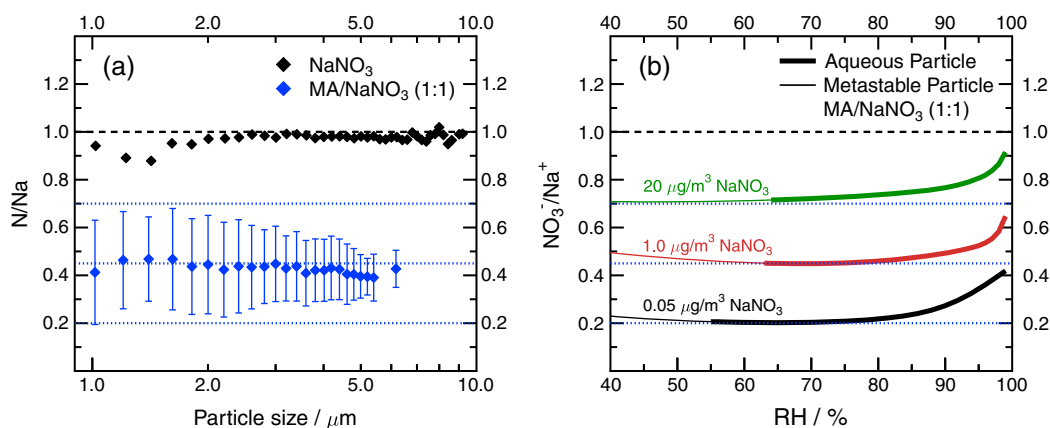 1.0 2.0 5.0 10.0
(a)
NaNO₃
MA/NaNO₃ (1:1)
1.2 1.2
1.0 1.0
0.8 0.8
0.6 0.6
0.4 0.4
0.2 0.2
N/Na
1.0 2.0 5.0 10.0
Particle size / μm
40 50 60 70 80 90 100
(b)
Aqueous Particle
Metastable Particle
MA/NaNO₃ (1:1)
1.2 1.2
1.0 1.0
0.8 0.8
0.6 0.6
0.4 0.4
0.2 0.2
NO₃⁻/Na⁺
20 μg/m³ NaNO₃
1.0 μg/m³ NaNO₃
0.05 μg/m³ NaNO₃
40 50 60 70 80 90 100
RH / %